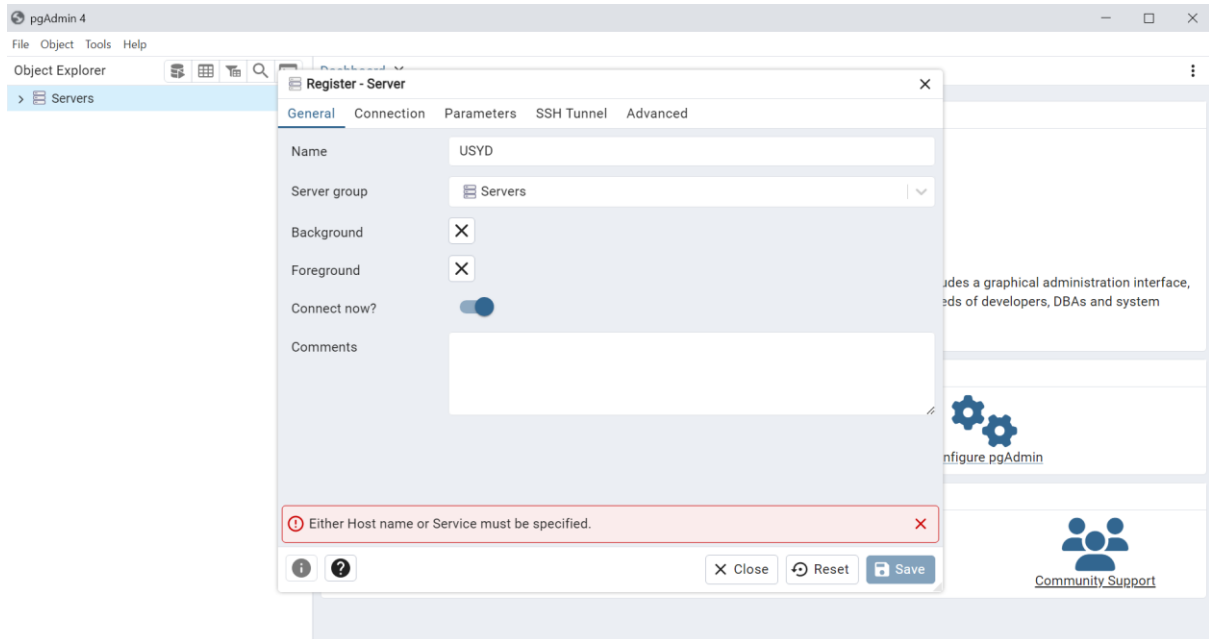 pgAdmin 4
File Object Tools Help
Object Explorer
Servers
Register - Server
General Connection Parameters SSH Tunnel Advanced
Name USYD
Server group Servers
Background
Foreground
udes a graphical administration interface,
Connect now?
eds of developers, DBAs and system
Comments
nfigure pgAdmin
Either Host name or Service must be specified.
Close Reset Save
Community Support